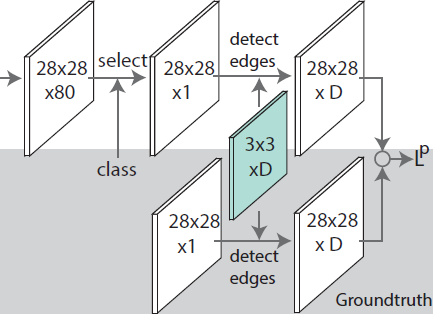 28x28
x80
select
class
28x28
x1
detect
edges
28x28
x D
3x3
xD
L^p
28x28
x1
detect
edges
28x28
x D
Groundtruth